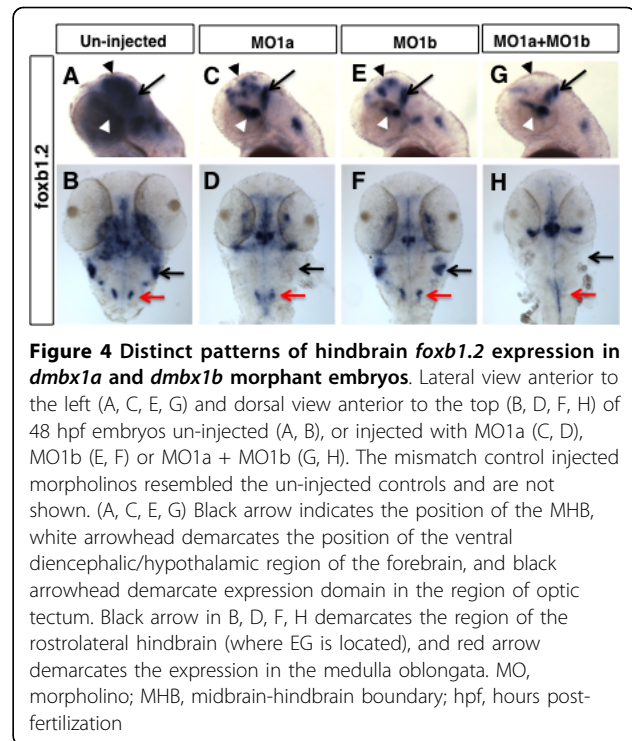 Un-injected MO1a MO1b MO1a+MO1b
foxb1.2
A C E G
B D F H
Figure 4 Distinct patterns of hindbrain foxb1.2 expression in
dmbx1a and dmbx1b morphant embryos. Lateral view anterior to
the left (A, C, E, G) and dorsal view anterior to the top (B, D, F, H) of
48 hpf embryos un-injected (A, B), or injected with MO1a (C, D),
MO1b (E, F) or MO1a + MO1b (G, H). The mismatch control injected
morpholinos resembled the un-injected controls and are not
shown. (A, C, E, G) Black arrow indicates the position of the MHB,
white arrowhead demarcates the position of the ventral
diencephalic/hypothalamic region of the forebrain, and black
arrowhead demarcate expression domain in the region of optic
tectum. Black arrow in B, D, F, H demarcates the region of the
rostrolateral hindbrain (where EG is located), and red arrow
demarcates the expression in the medulla oblongata. MO,
morpholino; MHB, midbrain-hindbrain boundary; hpf, hours post-
fertilization